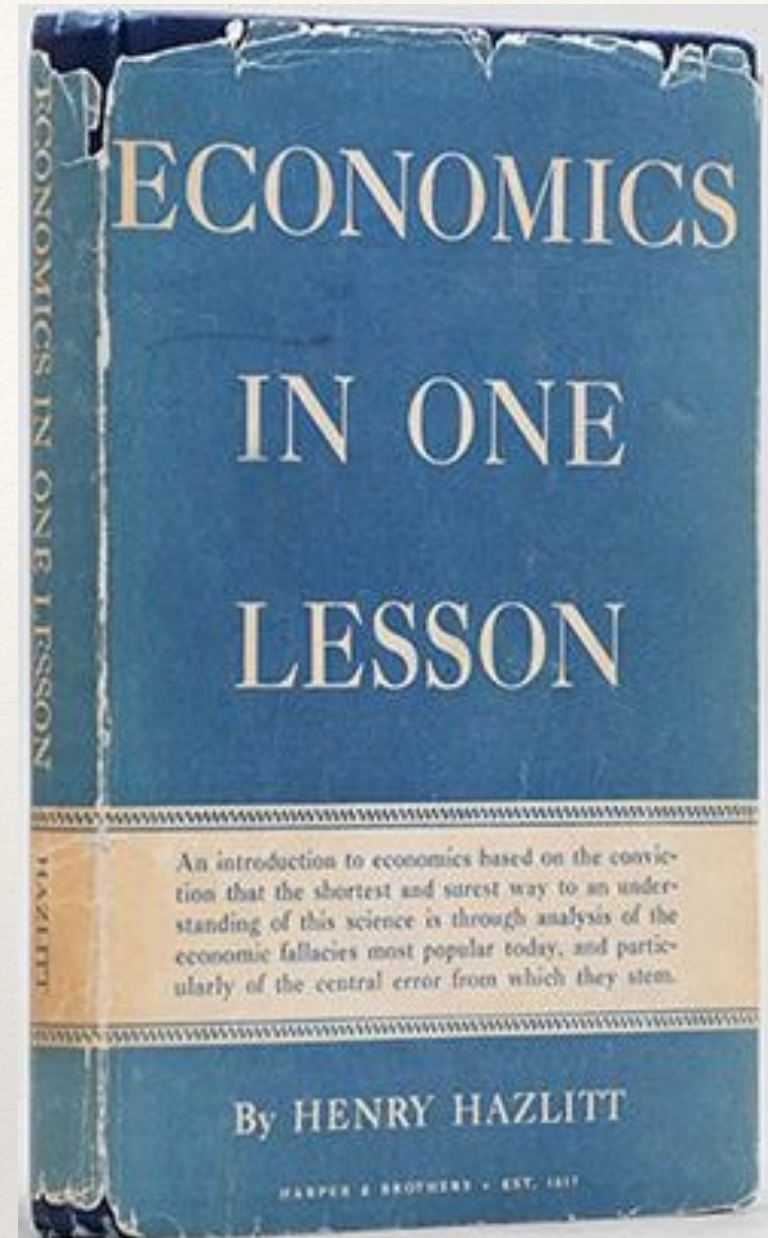 ECONOMICS
IN ONE
LESSON
An introduction to economics based on the convic-
tion that the shortest and surest way to an under-
standing of this science is through analysis of the
economic fallacies most popular today, and partic-
ularly of the central error from which they stem.
By HENRY HAZLITT
HARPER & BROTHERS • EST. 1817
ECONOMICS IN ONE LESSON
HAZLITT